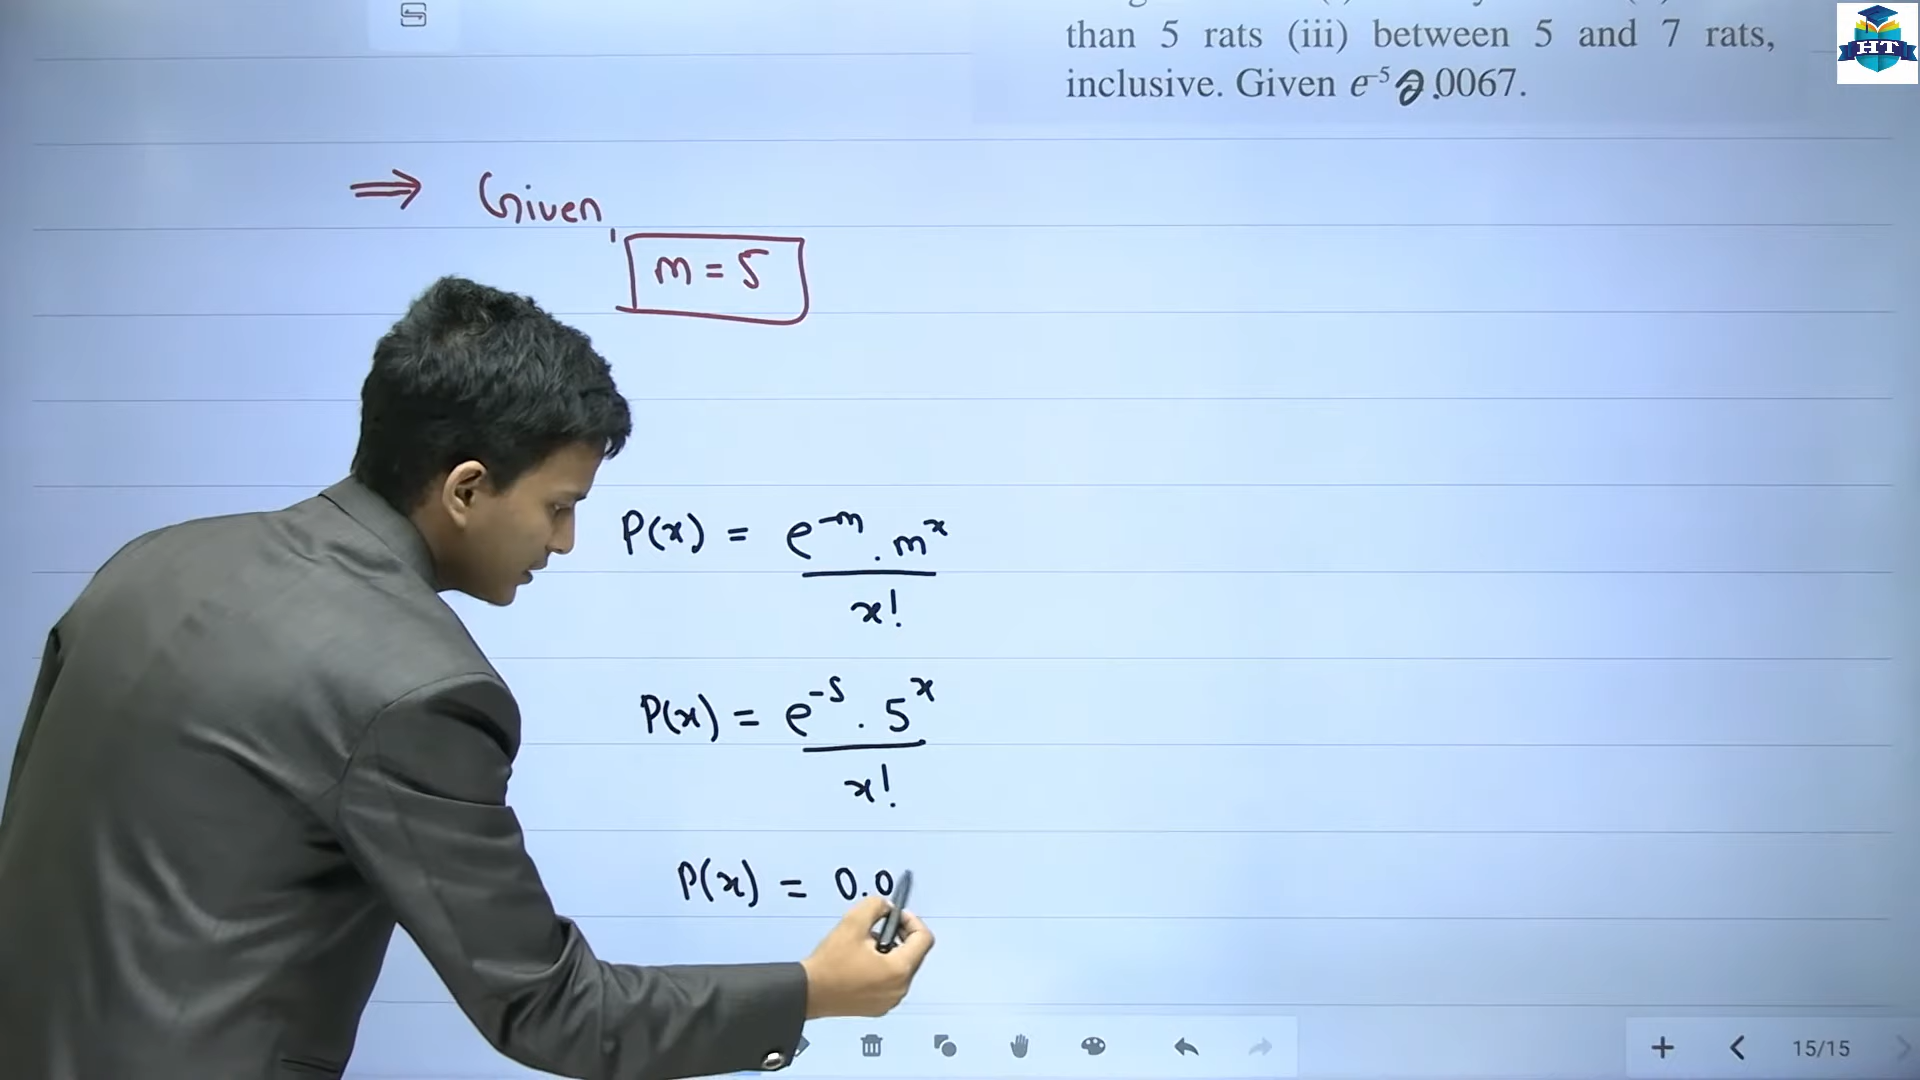 HT
than 5 rats (iii) between 5 and 7 rats,
inclusive. Given e⁻⁵ = .0067.
⇒ Given,
m = 5
P(x) = e⁻ᵐ . mˣ
x!
P(x) = e⁻⁵ . 5ˣ
x!
P(x) = 0.0
15/15